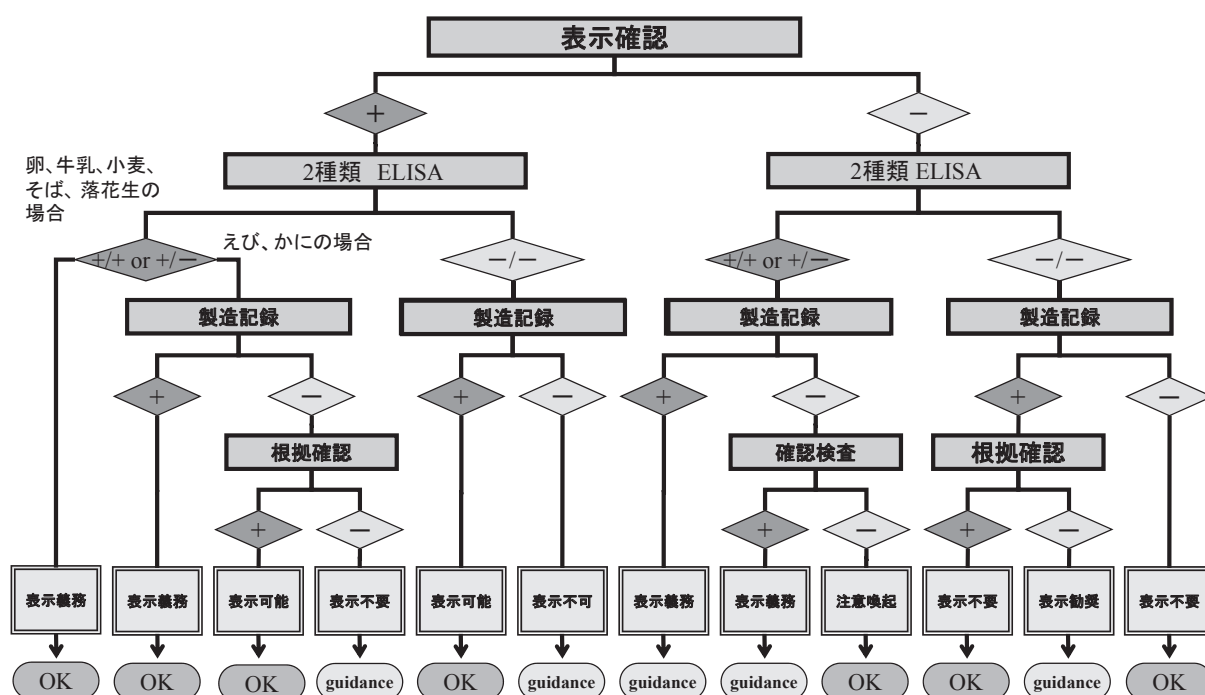 表示確認
+
−
卵、牛乳、小麦、
そば、落花生の
場合
2種類 ELISA
2種類 ELISA
えび、かにの場合
+/+ or +/−
−/−
+/+ or +/−
−/−
製造記録
製造記録
製造記録
製造記録
+
−
+
−
+
−
+
−
根拠確認
確認検査
根拠確認
+
−
+
−
+
−
表示義務
表示義務
表示可能
表示不要
表示可能
表示不可
表示義務
表示義務
注意喚起
表示不要
表示勧奨
表示不要
OK
OK
OK
guidance
OK
guidance
guidance
guidance
OK
OK
guidance
OK